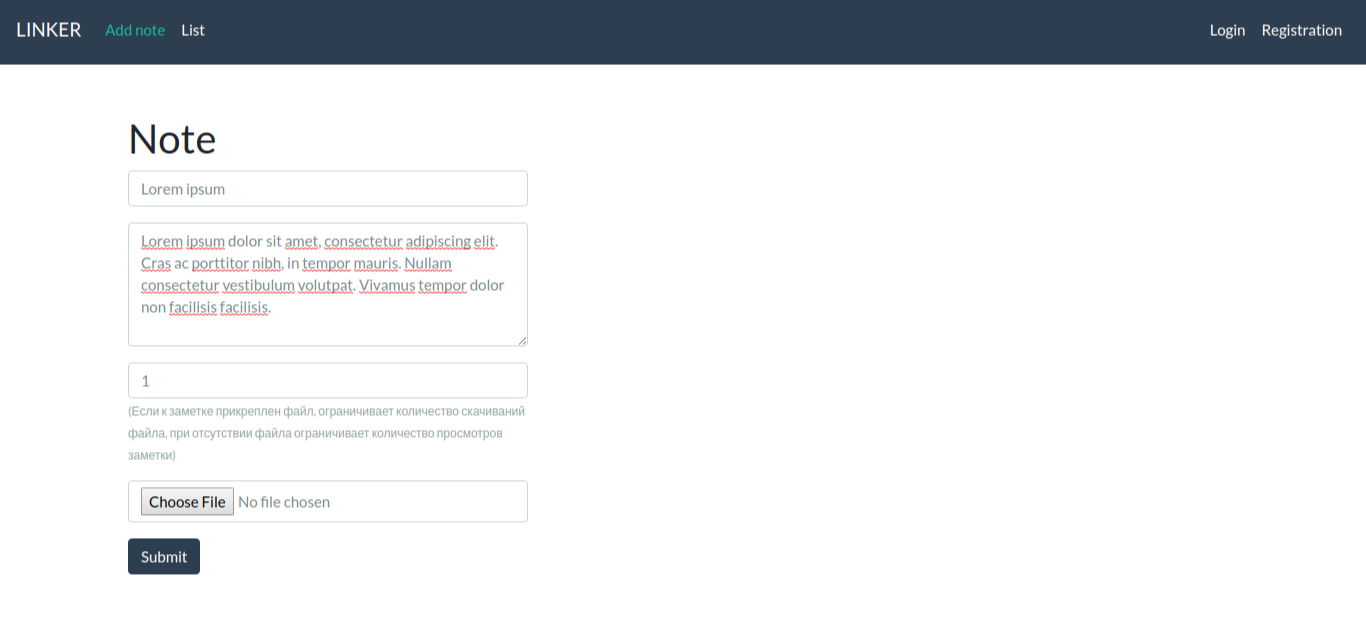 LINKER Add note List Login Registration
Note
Lorem ipsum
Lorem ipsum dolor sit amet, consectetur adipiscing elit.
Cras ac porttitor nibh, in tempor mauris. Nullam
consectetur vestibulum volutpat. Vivamus tempor dolor
non facilisis facilisis.
1
(Если к заметке прикреплен файл, ограничивает количество скачиваний
файла, при отсутствии файла ограничивает количество просмотров
заметки)
Choose File No file chosen
Submit